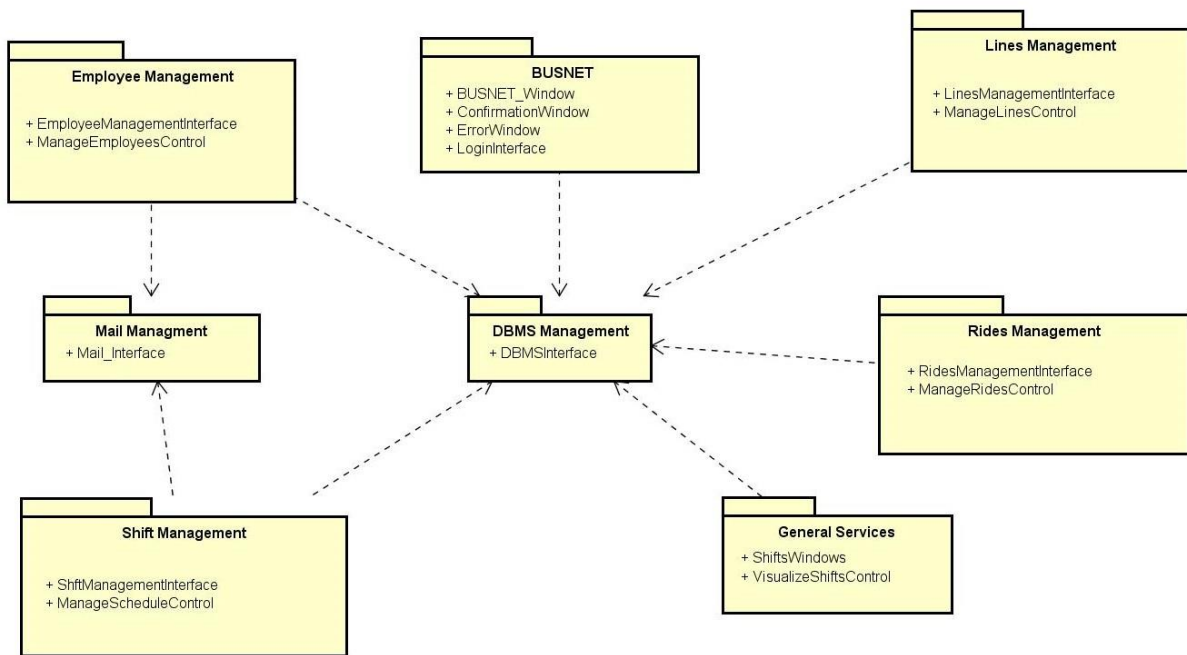 Employee Management
+ EmployeeManagementInterface
+ ManageEmployeesControl
BUSNET
+ BUSNET_Window
+ ConfirmationWindow
+ ErrorWindow
+ LoginInterface
Lines Management
+ LinesManagementInterface
+ ManageLinesControl
Mail Managment
+ Mail_Interface
DBMS Management
+ DBMSInterface
Rides Management
+ RidesManagementInterface
+ ManageRidesControl
Shift Management
+ ShftManagementInterface
+ ManageScheduleControl
General Services
+ ShiftsWindows
+ VisualizeShiftsControl